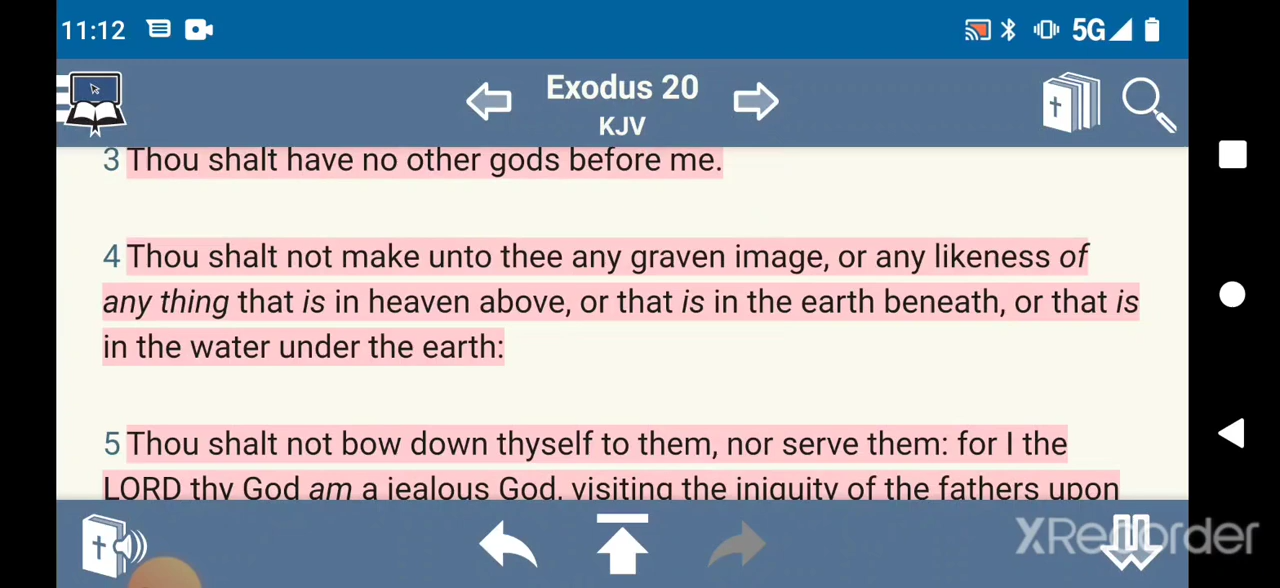 11:12
5G
Exodus 20
KJV
3 Thou shalt have no other gods before me.
4 Thou shalt not make unto thee any graven image, or any likeness of
any thing that is in heaven above, or that is in the earth beneath, or that is
in the water under the earth:
5 Thou shalt not bow down thyself to them, nor serve them: for I the
LORD thy God am a jealous God, visiting the iniquity of the fathers upon
XRecorder